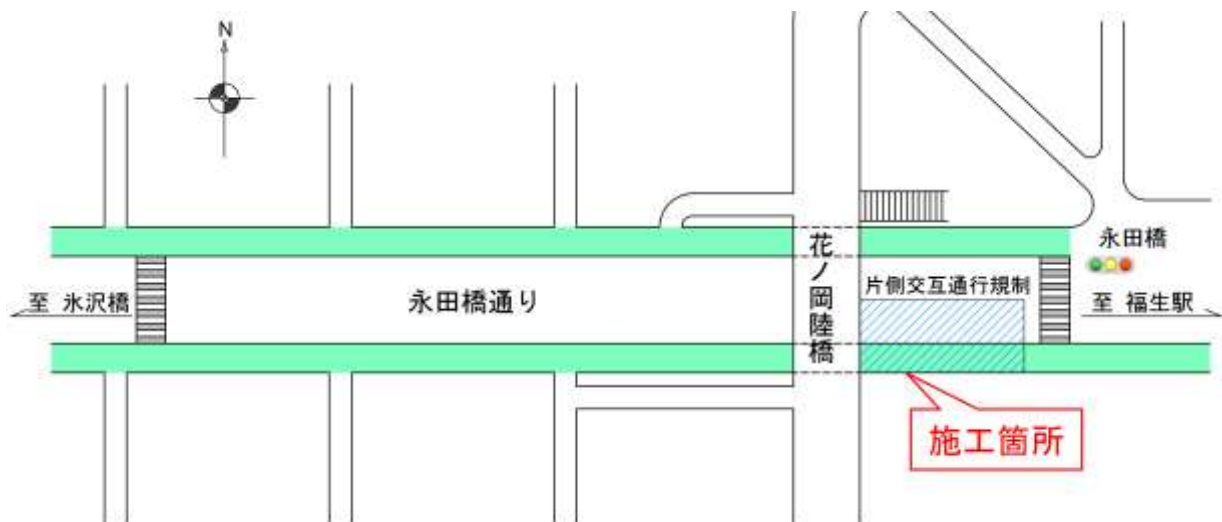 N
永田橋
片側交互通行規制
至 氷沢橋
永田橋通り
花ノ岡陸橋
至 福生駅
施工箇所